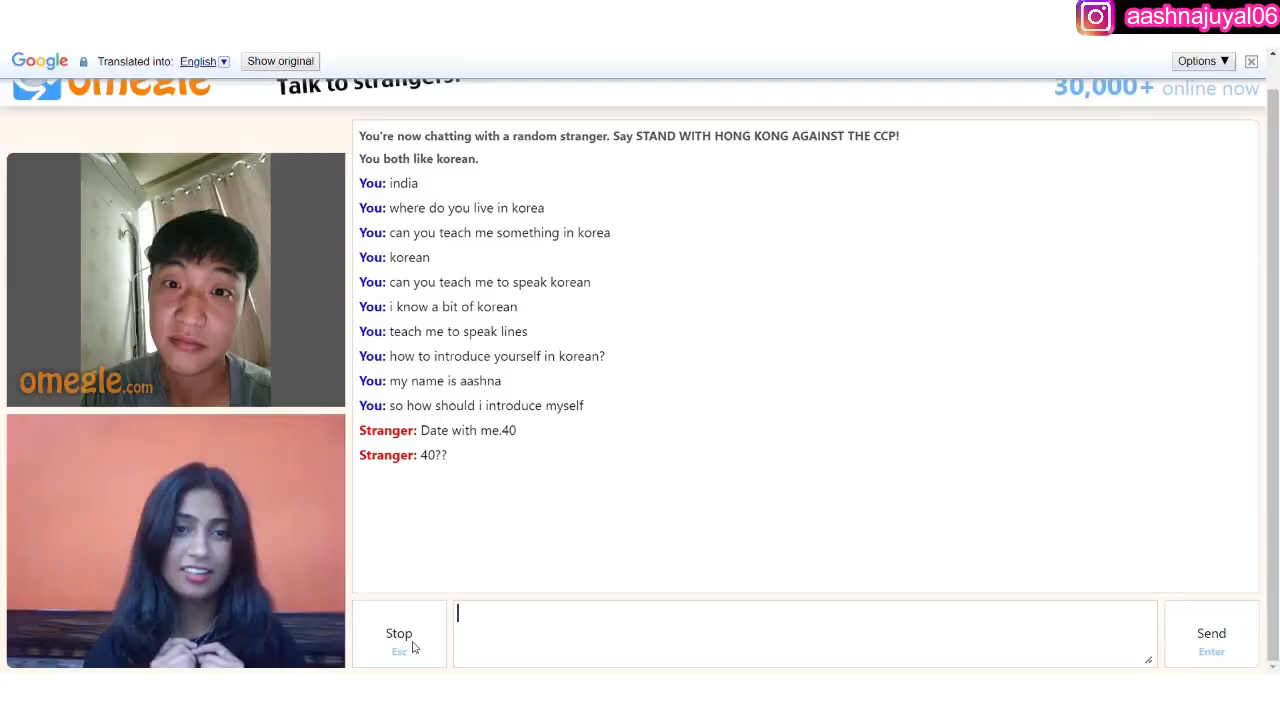 aashnajuyal06
Google Translated into: English Show original Options ▼
omegle Talk to strangers! 30,000+ online now
You're now chatting with a random stranger. Say STAND WITH HONG KONG AGAINST THE CCP!
You both like korean.
You: india
You: where do you live in korea
You: can you teach me something in korea
You: korean
You: can you teach me to speak korean
You: i know a bit of korean
You: teach me to speak lines
You: how to introduce yourself in korean?
You: my name is aashna
You: so how should i introduce myself
Stranger: Date with me.40
Stranger: 40??
omegle.com
Stop
Esc
Send
Enter